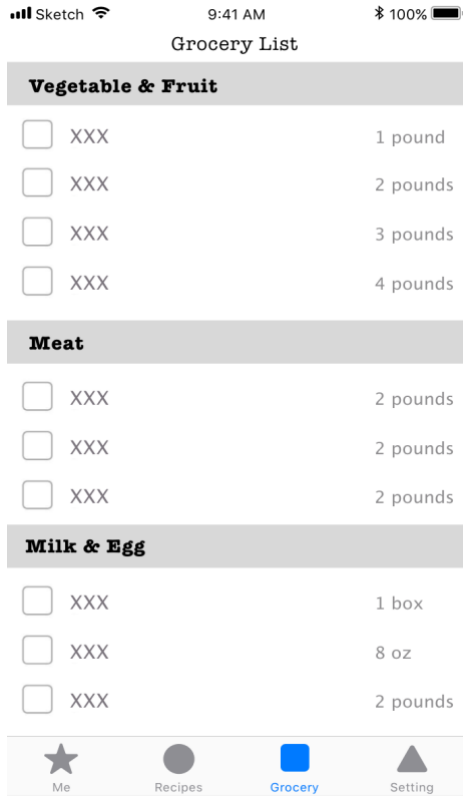 Sketch 9:41 AM 100%
Grocery List
Vegetable & Fruit
XXX 1 pound
XXX 2 pounds
XXX 3 pounds
XXX 4 pounds
Meat
XXX 2 pounds
XXX 2 pounds
XXX 2 pounds
Milk & Egg
XXX 1 box
XXX 8 oz
XXX 2 pounds
Me Recipes Grocery Setting